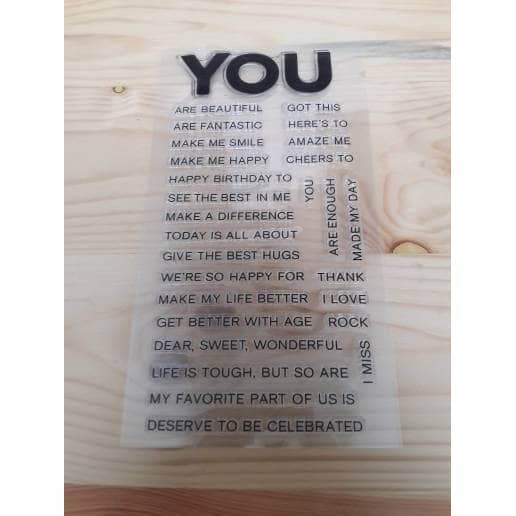 YOU
ARE BEAUTIFUL GOT THIS
ARE FANTASTIC HERE'S TO
MAKE ME SMILE AMAZE ME
MAKE ME HAPPY CHEERS TO
HAPPY BIRTHDAY TO
SEE THE BEST IN ME
MAKE A DIFFERENCE
TODAY IS ALL ABOUT
GIVE THE BEST HUGS
YOU
ARE ENOUGH
MADE MY DAY
WE'RE SO HAPPY FOR THANK
MAKE MY LIFE BETTER I LOVE
GET BETTER WITH AGE ROCK
DEAR, SWEET, WONDERFUL
LIFE IS TOUGH, BUT SO ARE
I MISS
MY FAVORITE PART OF US IS
DESERVE TO BE CELEBRATED